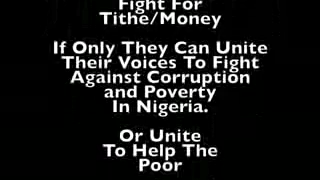 Fight For
Tithe/Money
If Only They Can Unite
Their Voices To Fight
Against Corruption
and Poverty
In Nigeria.
Or Unite
To Help The
Poor